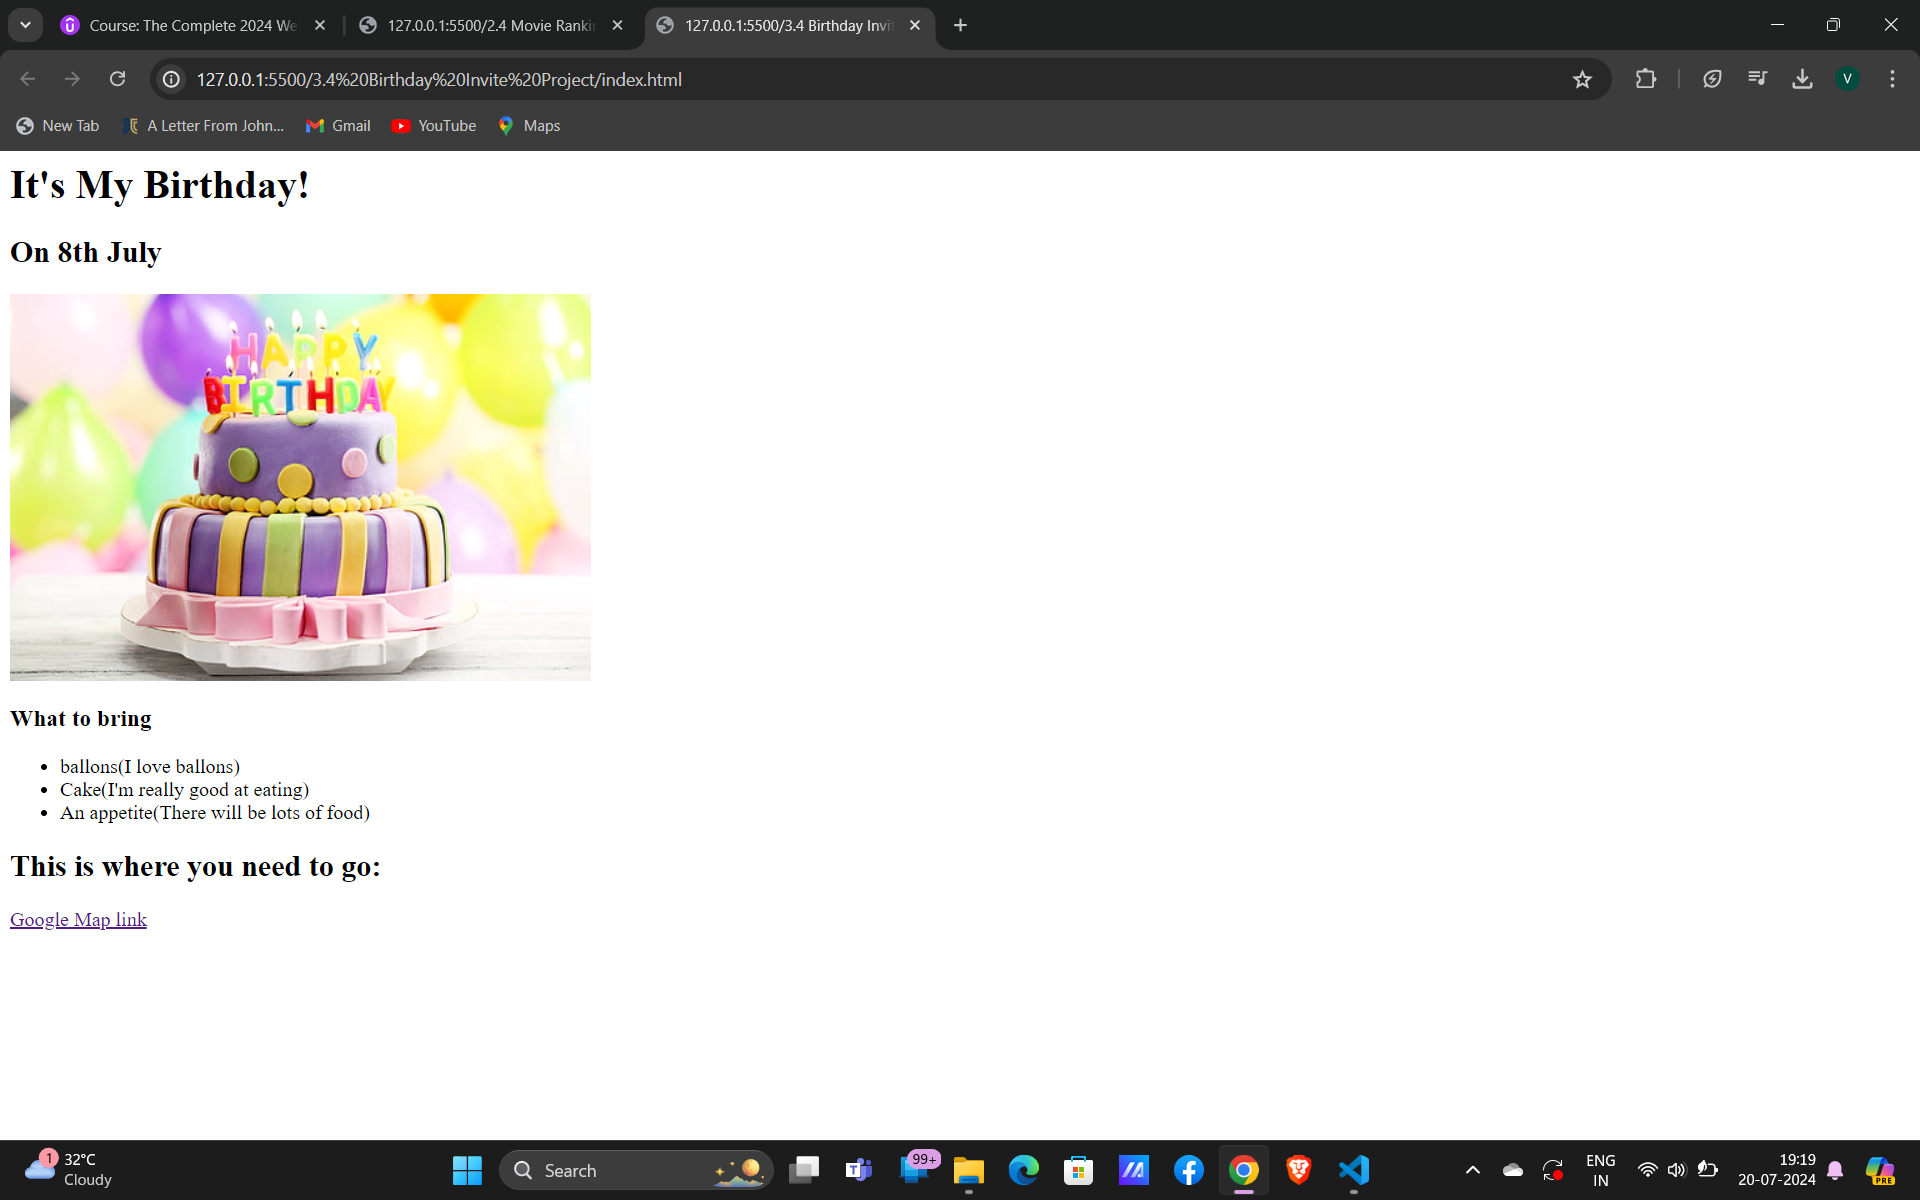 Course: The Complete 2024 We
127.0.0.1:5500/2.4 Movie Ranki
127.0.0.1:5500/3.4 Birthday Invi
127.0.0.1:5500/3.4%20Birthday%20Invite%20Project/index.html
V
New Tab
A Letter From John...
Gmail
YouTube
Maps
It's My Birthday!
On 8th July
HAPPY
BIRTHDAY
What to bring
• ballons(I love ballons)
• Cake(I'm really good at eating)
• An appetite(There will be lots of food)
This is where you need to go:
Google Map link
1
32°C
Cloudy
Search
99+
ENG
IN
19:19
20-07-2024
PRE